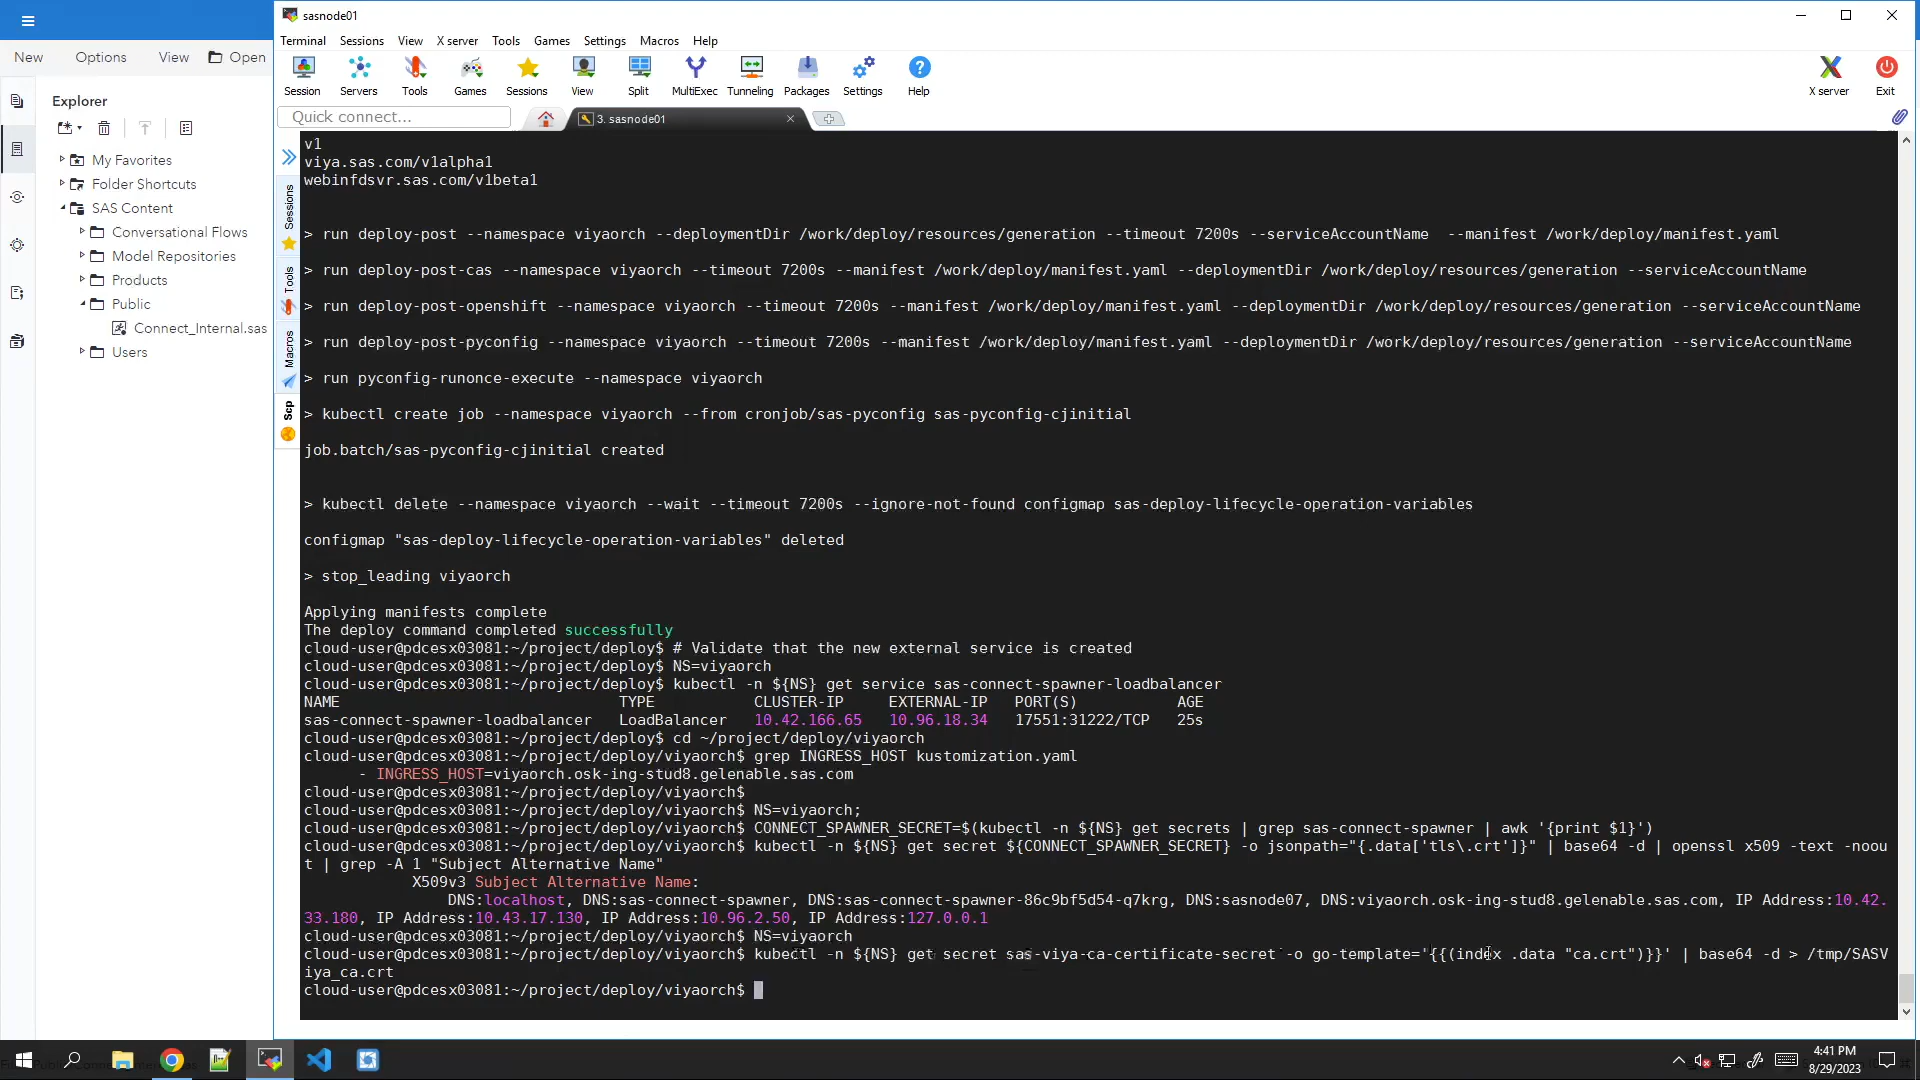 sasnode01
Terminal Sessions View X server Tools Games Settings Macros Help
Session Servers Tools Games Sessions View Split MultiExec Tunneling Packages Settings Help X server Exit
Quick connect...
3. sasnode01
New Options View Open
Explorer
My Favorites
Folder Shortcuts
SAS Content
Conversational Flows
Model Repositories
Products
Public
Connect_Internal.sas
Users
Sessions
Tools
Macros
Scp
v1
viya.sas.com/v1alpha1
webinfdsvr.sas.com/v1beta1
> run deploy-post --namespace viyaorch --deploymentDir /work/deploy/resources/generation --timeout 7200s --serviceAccountName  --manifest /work/deploy/manifest.yaml
> run deploy-post-cas --namespace viyaorch --timeout 7200s --manifest /work/deploy/manifest.yaml --deploymentDir /work/deploy/resources/generation --serviceAccountName
> run deploy-post-openshift --namespace viyaorch --timeout 7200s --manifest /work/deploy/manifest.yaml --deploymentDir /work/deploy/resources/generation --serviceAccountName
> run deploy-post-pyconfig --namespace viyaorch --timeout 7200s --manifest /work/deploy/manifest.yaml --deploymentDir /work/deploy/resources/generation --serviceAccountName
> run pyconfig-runonce-execute --namespace viyaorch
> kubectl create job --namespace viyaorch --from cronjob/sas-pyconfig sas-pyconfig-cjinitial
job.batch/sas-pyconfig-cjinitial created
> kubectl delete --namespace viyaorch --wait --timeout 7200s --ignore-not-found configmap sas-deploy-lifecycle-operation-variables
configmap "sas-deploy-lifecycle-operation-variables" deleted
> stop_leading viyaorch
Applying manifests complete
The deploy command completed successfully
cloud-user@pdcesx03081:~/project/deploy$ # Validate that the new external service is created
cloud-user@pdcesx03081:~/project/deploy$ NS=viyaorch
cloud-user@pdcesx03081:~/project/deploy$ kubectl -n ${NS} get service sas-connect-spawner-loadbalancer
NAME TYPE CLUSTER-IP EXTERNAL-IP PORT(S) AGE
sas-connect-spawner-loadbalancer LoadBalancer 10.42.166.65 10.96.18.34 17551:31222/TCP 25s
cloud-user@pdcesx03081:~/project/deploy$ cd ~/project/deploy/viyaorch
cloud-user@pdcesx03081:~/project/deploy/viyaorch$ grep INGRESS_HOST kustomization.yaml
- INGRESS_HOST=viyaorch.osk-ing-stud8.gelenable.sas.com
cloud-user@pdcesx03081:~/project/deploy/viyaorch$
cloud-user@pdcesx03081:~/project/deploy/viyaorch$ NS=viyaorch;
cloud-user@pdcesx03081:~/project/deploy/viyaorch$ CONNECT_SPAWNER_SECRET=$(kubectl -n ${NS} get secrets | grep sas-connect-spawner | awk '{print $1}')
cloud-user@pdcesx03081:~/project/deploy/viyaorch$ kubectl -n ${NS} get secret ${CONNECT_SPAWNER_SECRET} -o jsonpath="{.data['tls\.crt']}" | base64 -d | openssl x509 -text -noou
t | grep -A 1 "Subject Alternative Name"
X509v3 Subject Alternative Name:
DNS:localhost, DNS:sas-connect-spawner, DNS:sas-connect-spawner-86c9bf5d54-q7krg, DNS:sasnode07, DNS:viyaorch.osk-ing-stud8.gelenable.sas.com, IP Address:10.42.
33.180, IP Address:10.43.17.130, IP Address:10.96.2.50, IP Address:127.0.0.1
cloud-user@pdcesx03081:~/project/deploy/viyaorch$ NS=viyaorch
cloud-user@pdcesx03081:~/project/deploy/viyaorch$ kubectl -n ${NS} get secret sas-viya-ca-certificate-secret -o go-template='{{(index .data "ca.crt")}}' | base64 -d > /tmp/SASV
iya_ca.crt
cloud-user@pdcesx03081:~/project/deploy/viyaorch$
4:41 PM
8/29/2023